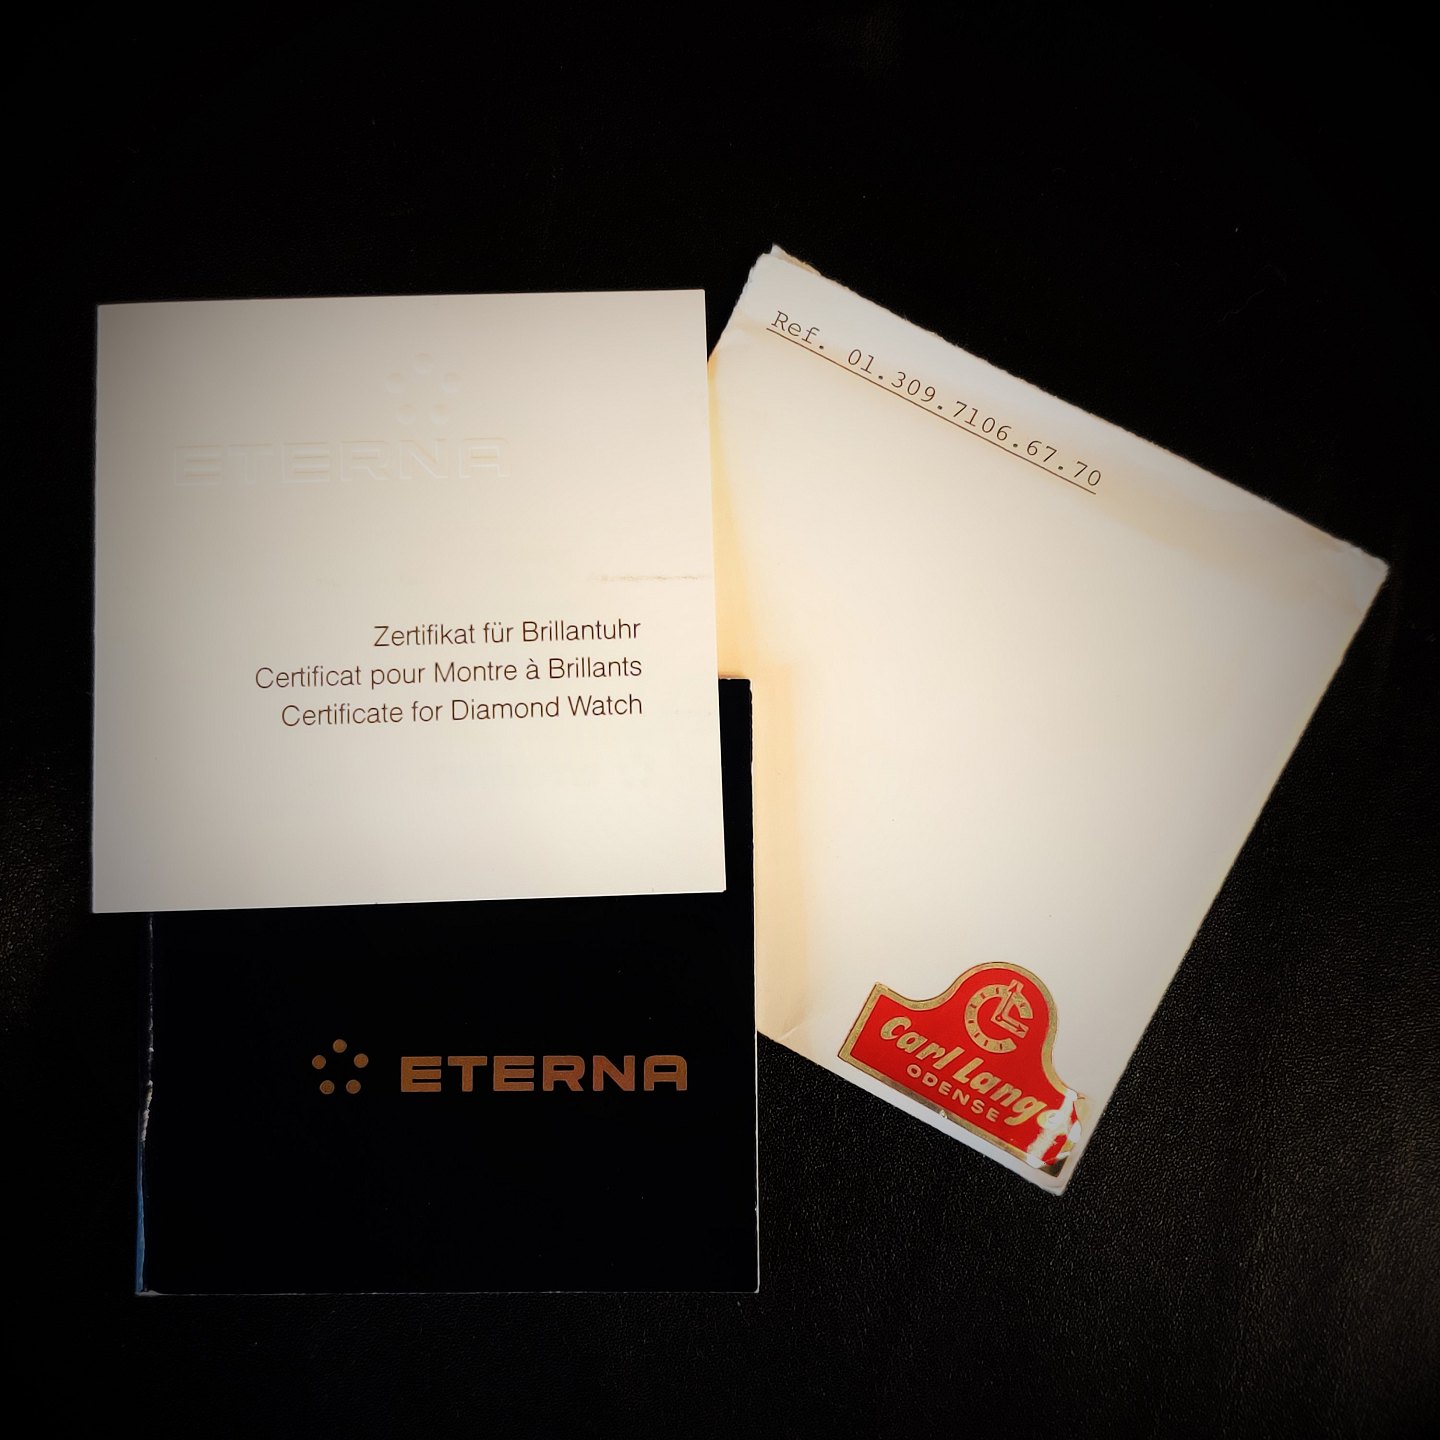 ETERNA
Zertifikat für Brillantuhr
Certificat pour Montre à Brillants
Certificate for Diamond Watch
ETERNA
Ref. 01.309.7106.67.70
Carl Lange
ODENSE